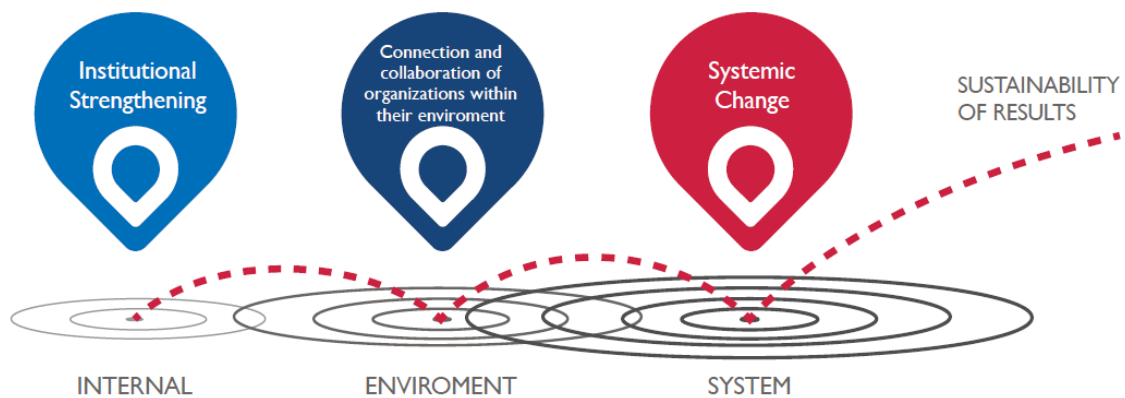 Institutional
Strengthening
Connection and
collaboration of
organizations within
their enviroment
Systemic
Change
SUSTAINABILITY
OF RESULTS
INTERNAL
ENVIROMENT
SYSTEM